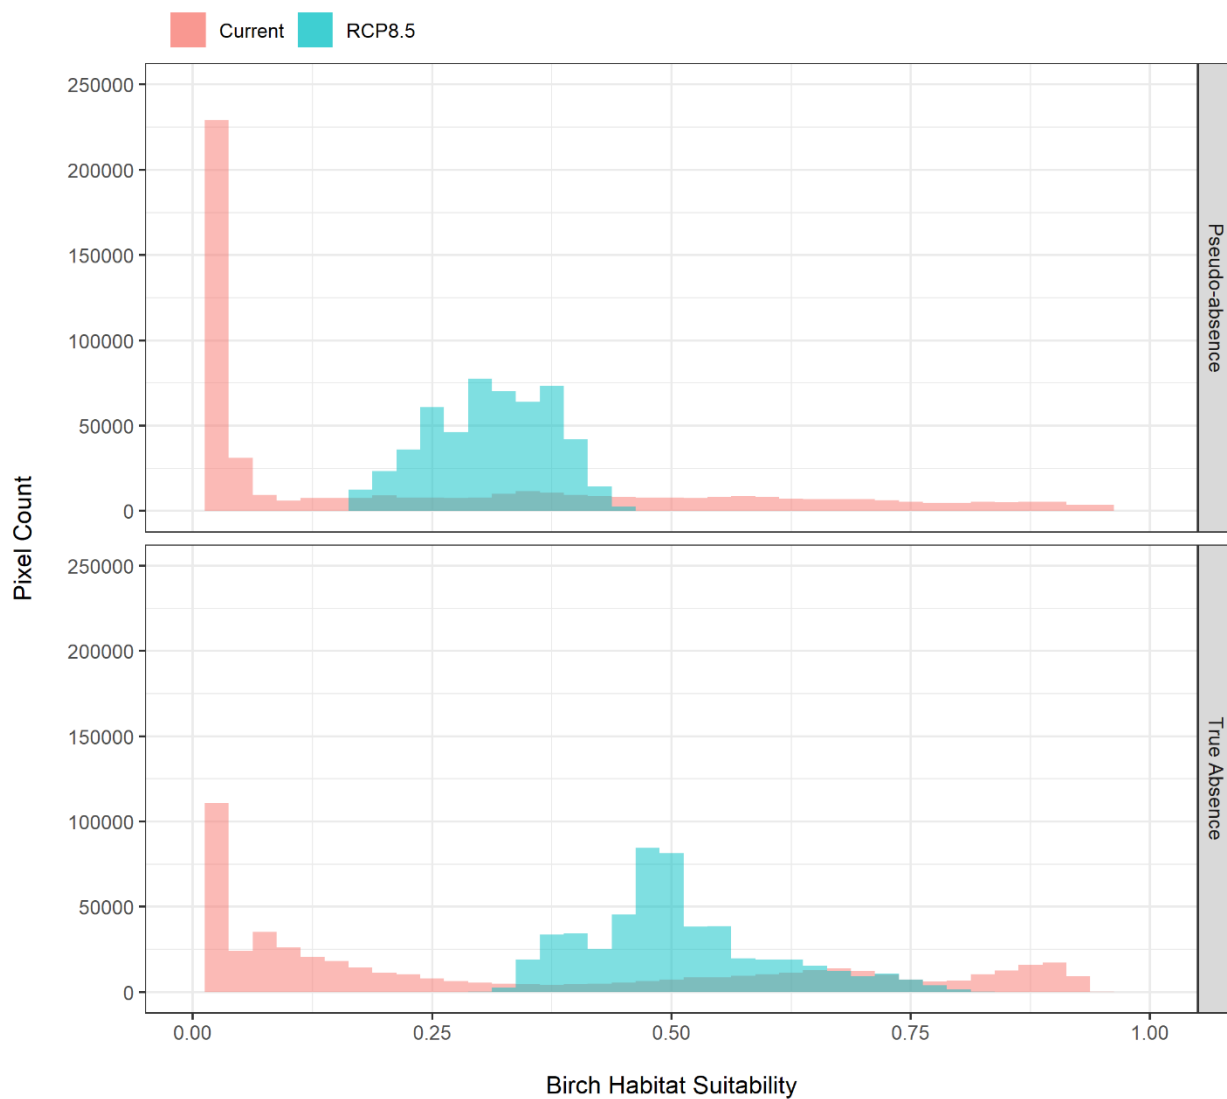 Current RCP8.5
250000
200000
150000
100000
50000
0
Pseudo-absence
250000
200000
150000
100000
50000
0
True Absence
Pixel Count
0.00 0.25 0.50 0.75 1.00
Birch Habitat Suitability